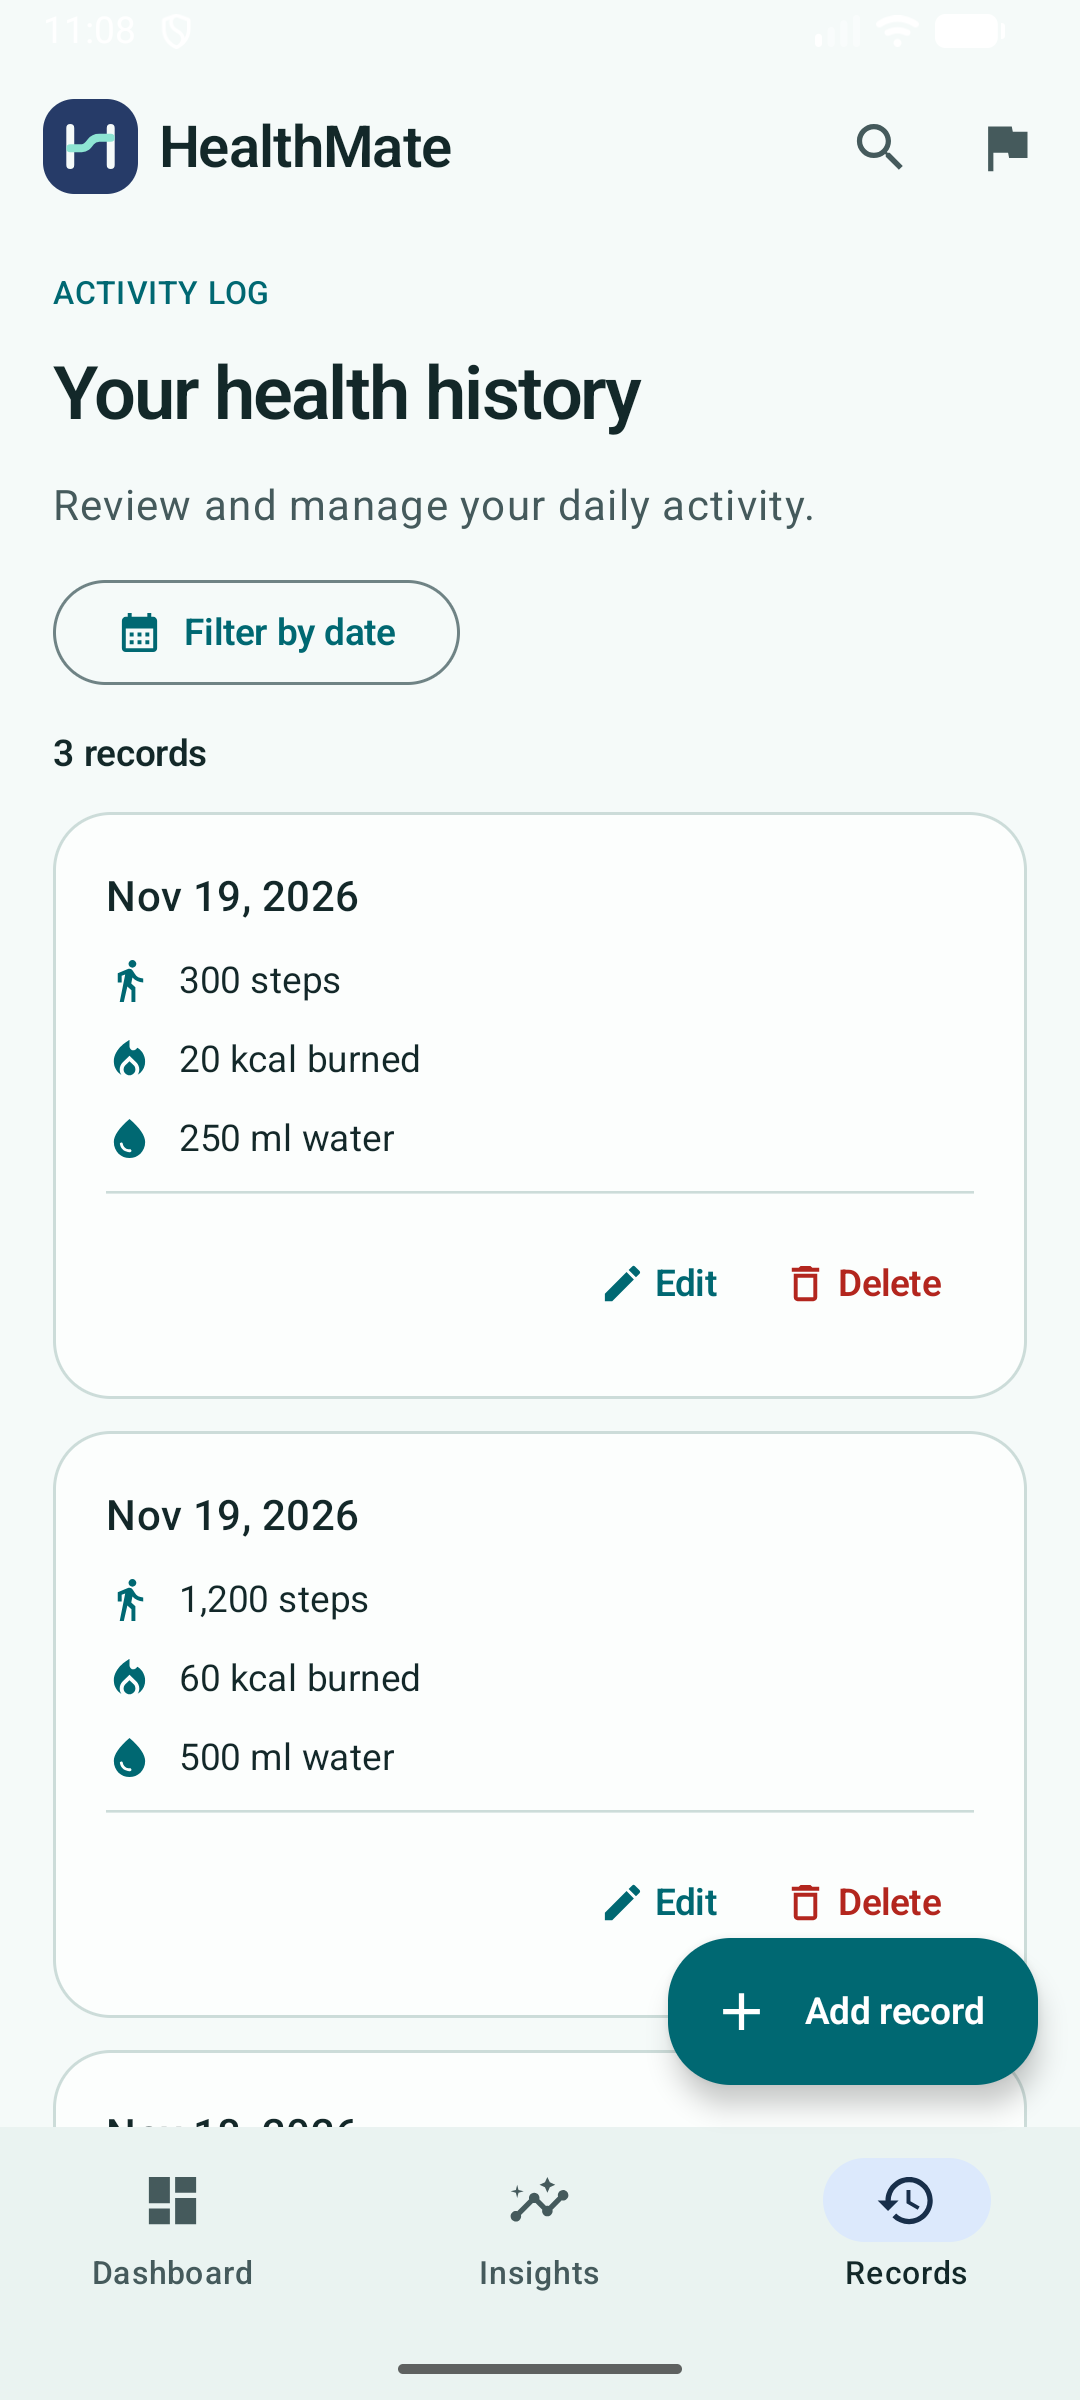 11:08
HealthMate
ACTIVITY LOG
Your health history
Review and manage your daily activity.
Filter by date
3 records
Nov 19, 2026
300 steps
20 kcal burned
250 ml water
Edit Delete
Nov 19, 2026
1,200 steps
60 kcal burned
500 ml water
Edit Delete
Add record
Dashboard Insights Records